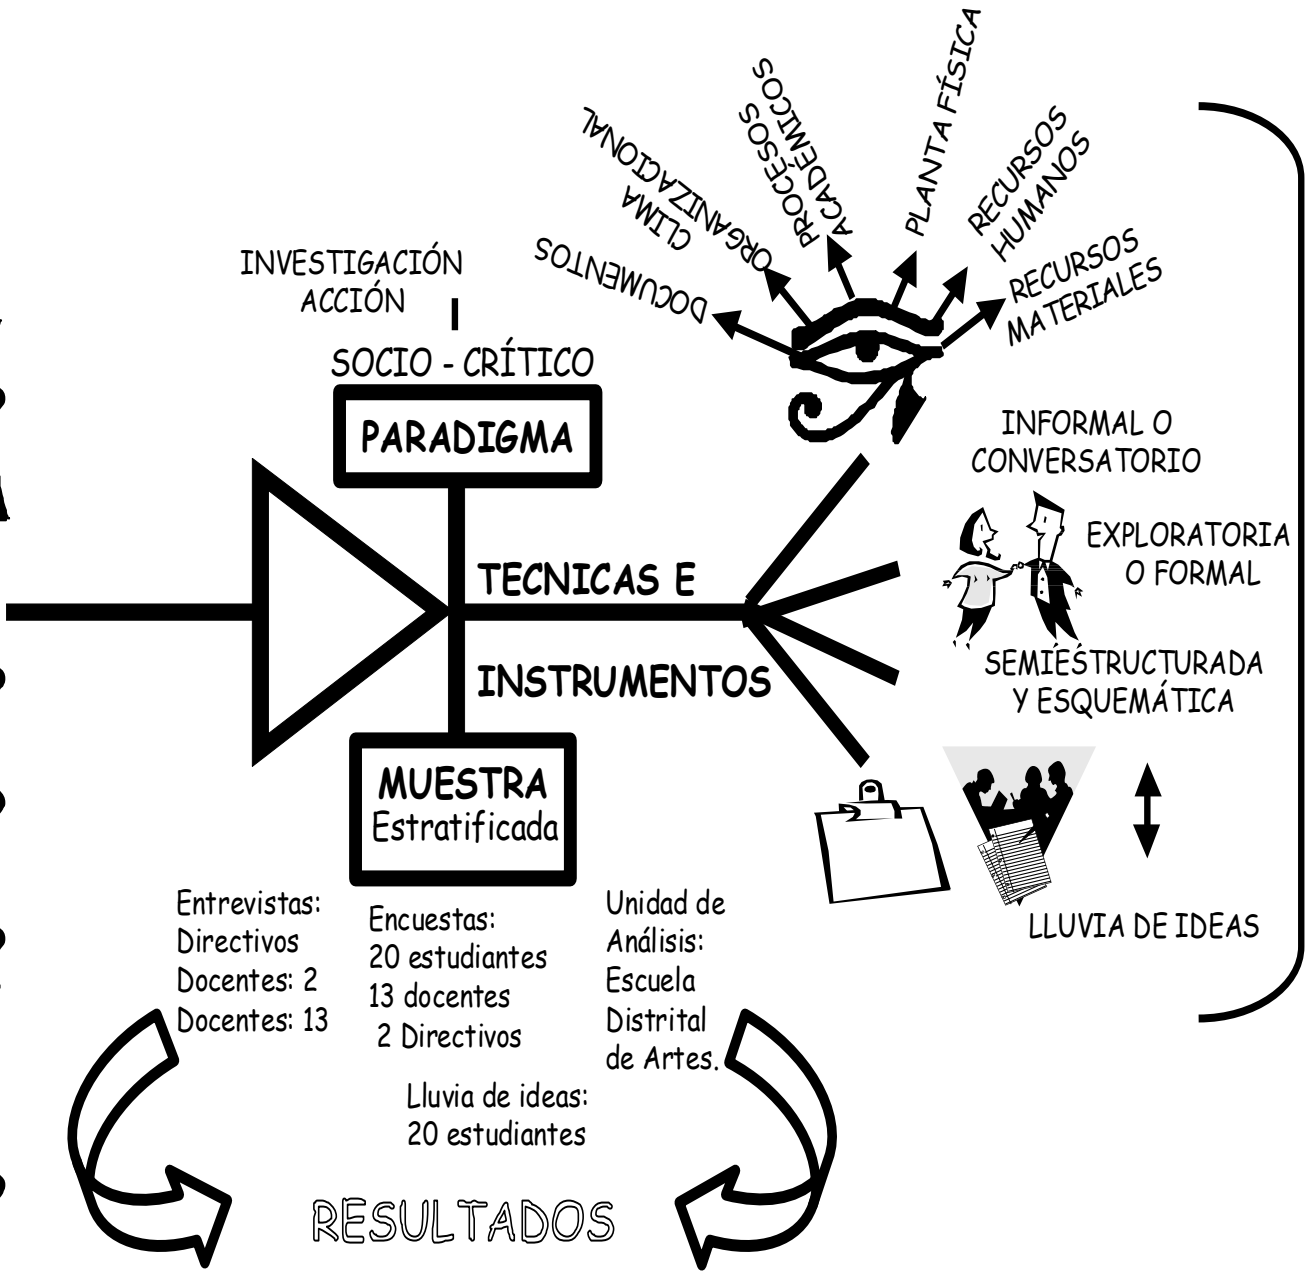 DOCUMENTOS
CLIMA
ORGANIZACIONAL
PROCESOS
ACADÉMICOS
PLANTA FÍSICA
RECURSOS
HUMANOS
RECURSOS
MATERIALES
INVESTIGACIÓN
ACCIÓN
SOCIO - CRÍTICO
PARADIGMA
TECNICAS E
INSTRUMENTOS
INFORMAL O
CONVERSATORIO
EXPLORATORIA
O FORMAL
SEMIESTRUCTURADA
Y ESQUEMÁTICA
LLUVIA DE IDEAS
MUESTRA
Estratificada
Entrevistas:
Directivos
Docentes: 2
Docentes: 13
Encuestas:
20 estudiantes
13 docentes
2 Directivos
Unidad de
Análisis:
Escuela
Distrital
de Artes.
Lluvia de ideas:
20 estudiantes
RESULTADOS